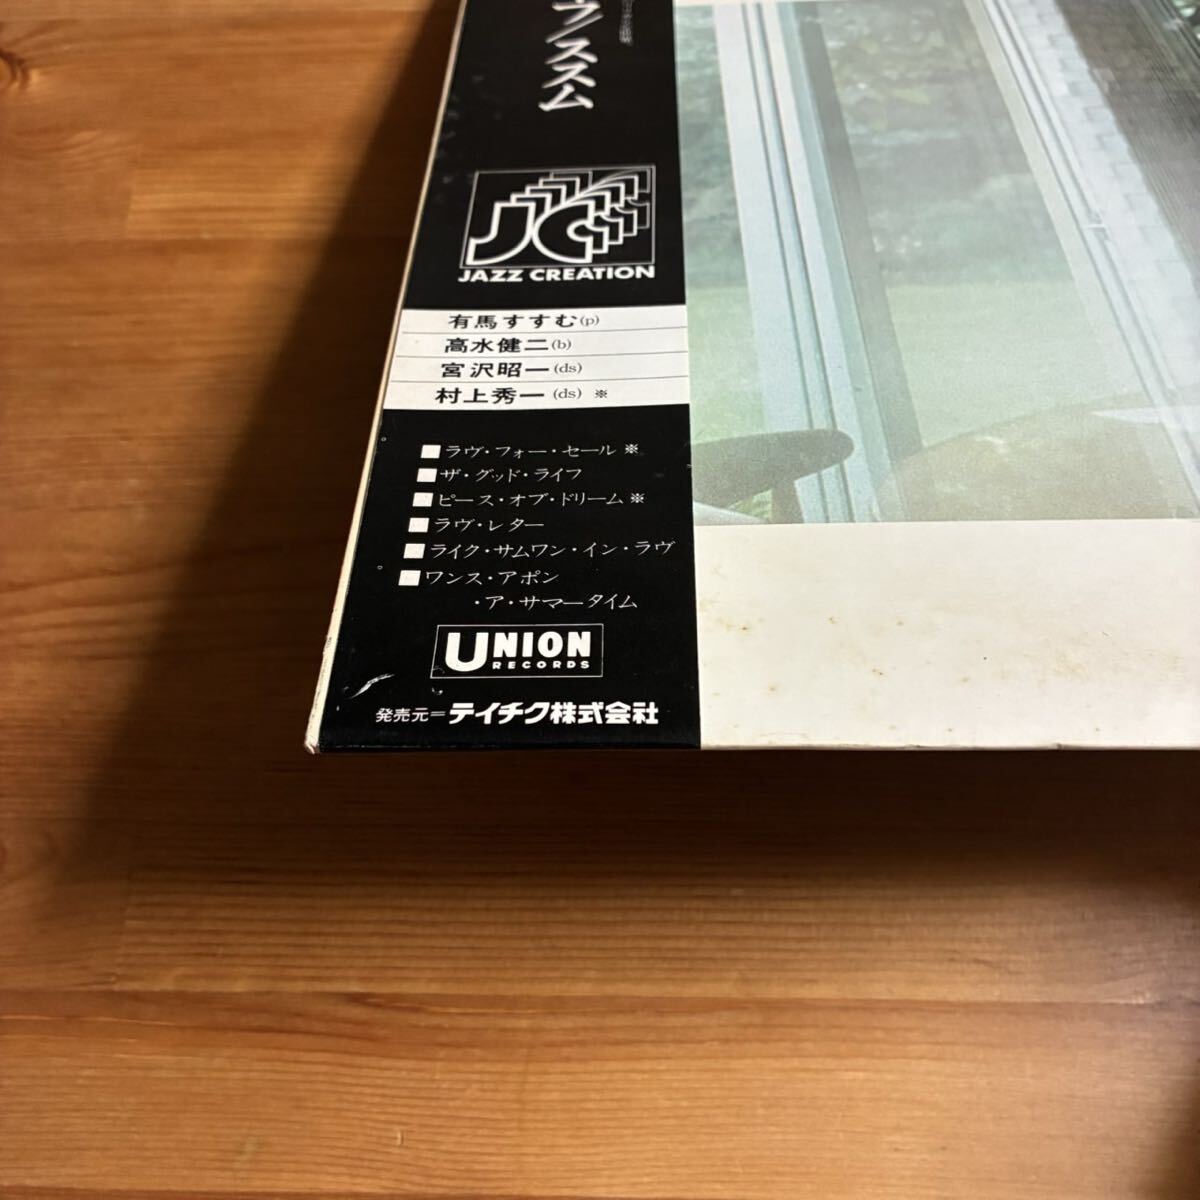 フ/ススム
JC
JAZZ CREATION
有馬すすむ(p)
高水健二(b)
宮沢昭一(ds)
村上秀一(ds) ※
■ラヴ・フォー・セール ※
■ザ・グッド・ライフ
■ピース・オブ・ドリーム ※
■ラヴ・レター
■ライク・サムワン・イン・ラヴ
■ワンス・アポン
・ア・サマータイム
UNION
RECORDS
発売元=テイチク株式会社